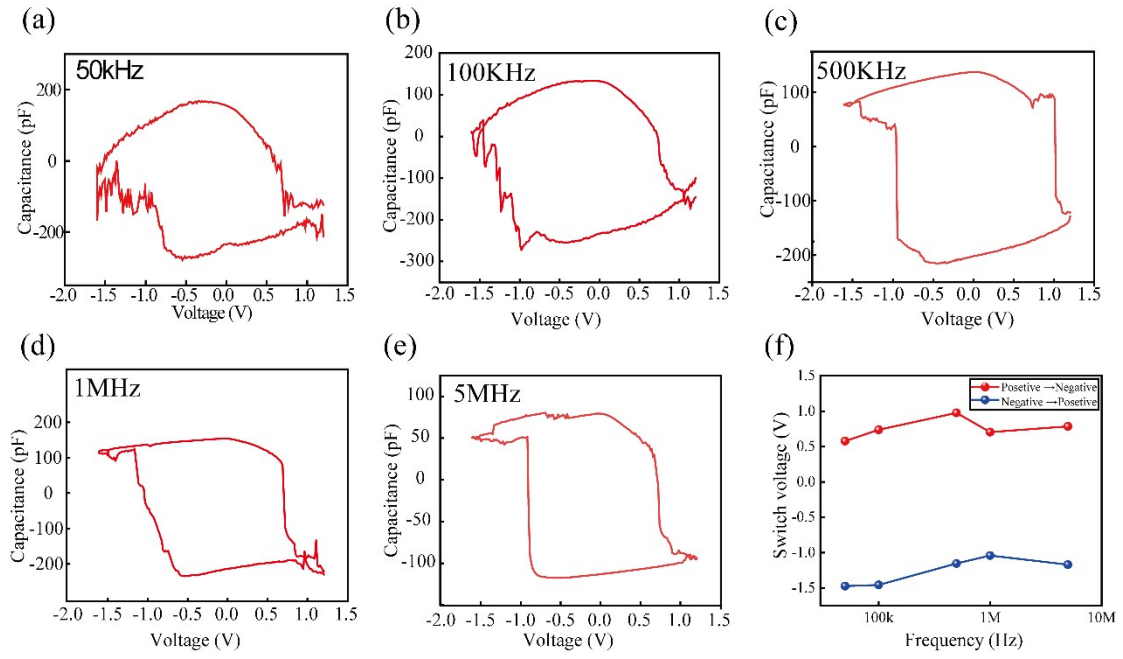 (a)
50kHz
Capacitance (pF)
200
0
-200
-2.0 -1.5 -1.0 -0.5 0.0 0.5 1.0 1.5
Voltage (V)
(b)
100KHz
Capacitance (pF)
200
100
0
-100
-200
-300
-2.0 -1.5 -1.0 -0.5 0.0 0.5 1.0 1.5
Voltage (V)
(c)
500KHz
Capacitance (pF)
100
0
-100
-200
-2.0 -1.5 -1.0 -0.5 0.0 0.5 1.0 1.5
Voltage (V)
(d)
1MHz
Capacitance (pF)
200
100
0
-100
-200
-2.0 -1.5 -1.0 -0.5 0.0 0.5 1.0 1.5
Voltage (V)
(e)
5MHz
Capacitance (pF)
100
50
0
-50
-100
-2.0 -1.5 -1.0 -0.5 0.0 0.5 1.0 1.5
Voltage (V)
(f)
Switch voltage (V)
1.5
1.0
0.5
0.0
-0.5
-1.0
-1.5
Posetive →Negative
Negative →Posetive
100k 1M 10M
Frequency (Hz)